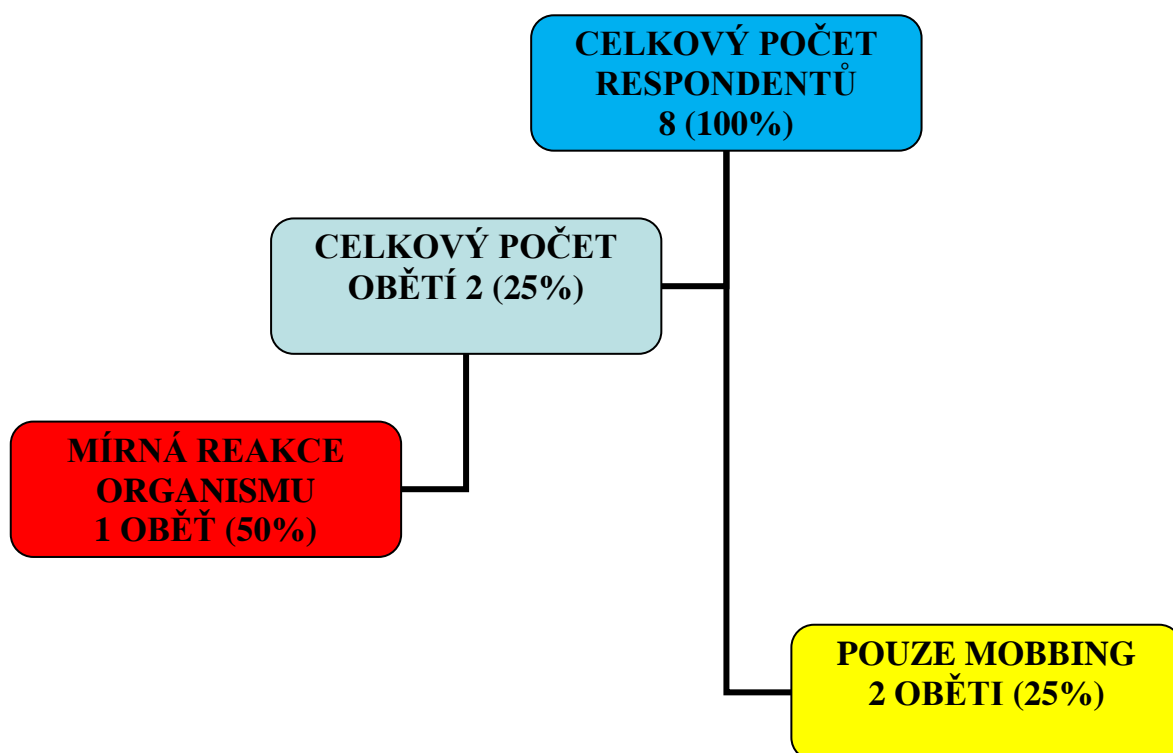 CELKOVÝ POČET
RESPONDENTŮ
8 (100%)
CELKOVÝ POČET
OBĚTÍ 2 (25%)
MÍRNÁ REAKCE
ORGANISMU
1 OBĚŤ (50%)
POUZE MOBBING
2 OBĚTI (25%)